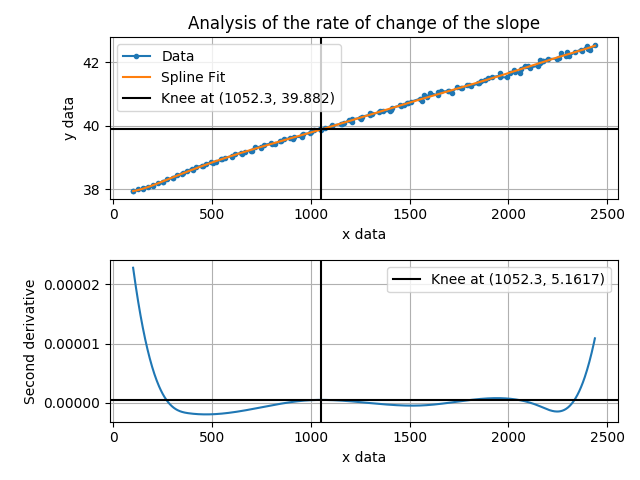 Analysis of the rate of change of the slope
Data
Spline Fit
Knee at (1052.3, 39.882)
42
40
38
y data
0 500 1000 1500 2000 2500
x data
Knee at (1052.3, 5.1617)
0.00002
0.00001
0.00000
Second derivative
0 500 1000 1500 2000 2500
x data